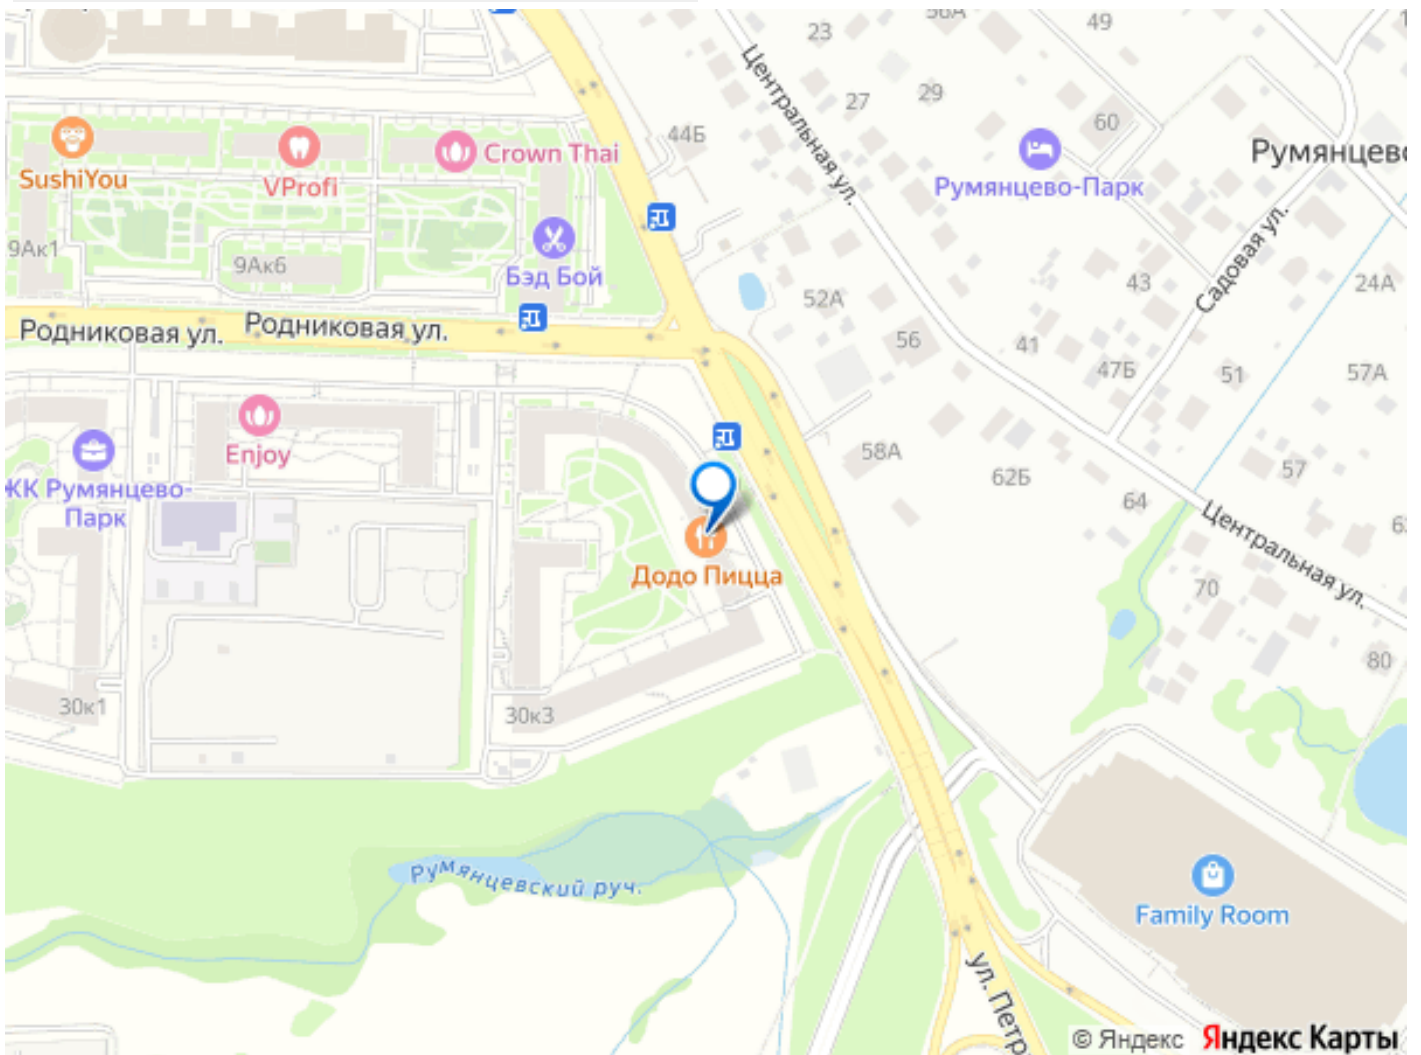 49
23
Центральная ул.
27
29
44Б
60
SushiYou
VProfi
Crown Thai
Румянцево-Парк
Садовая ул.
9Ак1
9Ак6
Бэд Бой
52А
43
24А
Родниковая ул.
Родниковая ул.
56
41
47Б
51
57А
Enjoy
58А
62Б
57
64
ЖК Румянцево-
Парк
Центральная ул.
Додо Пицца
70
80
30к1
30к3
Румянцевский руч.
Family Room
© Яндекс Яндекс Карты